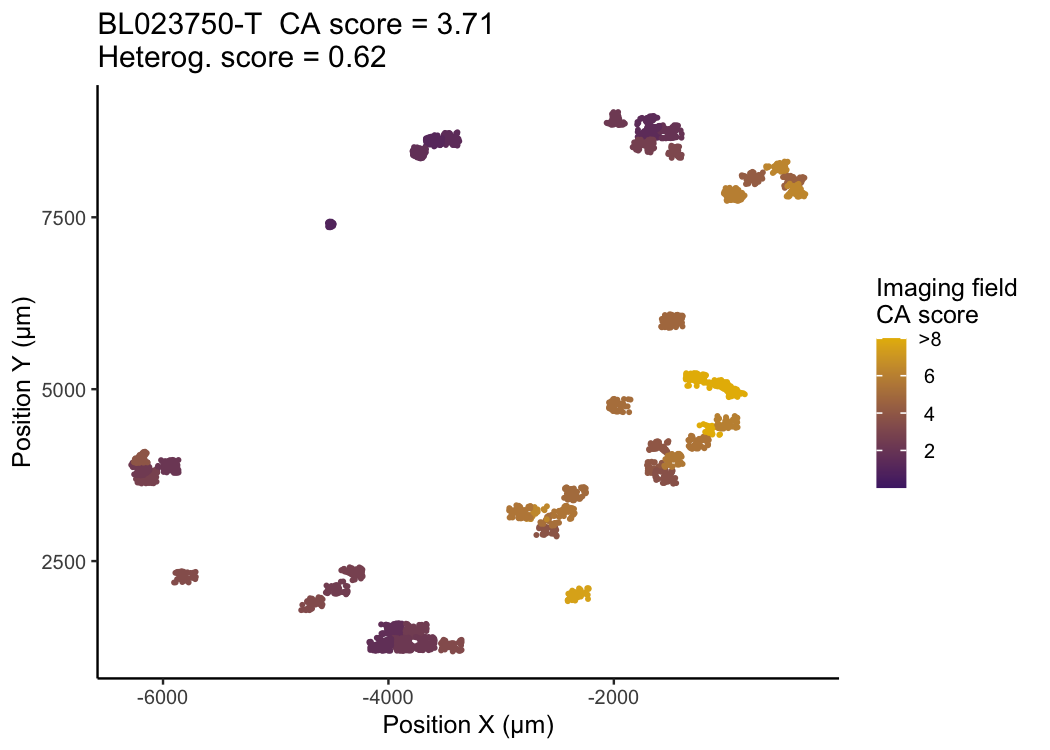 BL023750-T  CA score = 3.71
Heterog. score = 0.62
7500
5000
2500
Position Y (µm)
-6000
-4000
-2000
Position X (µm)
Imaging field
CA score
>8
6
4
2